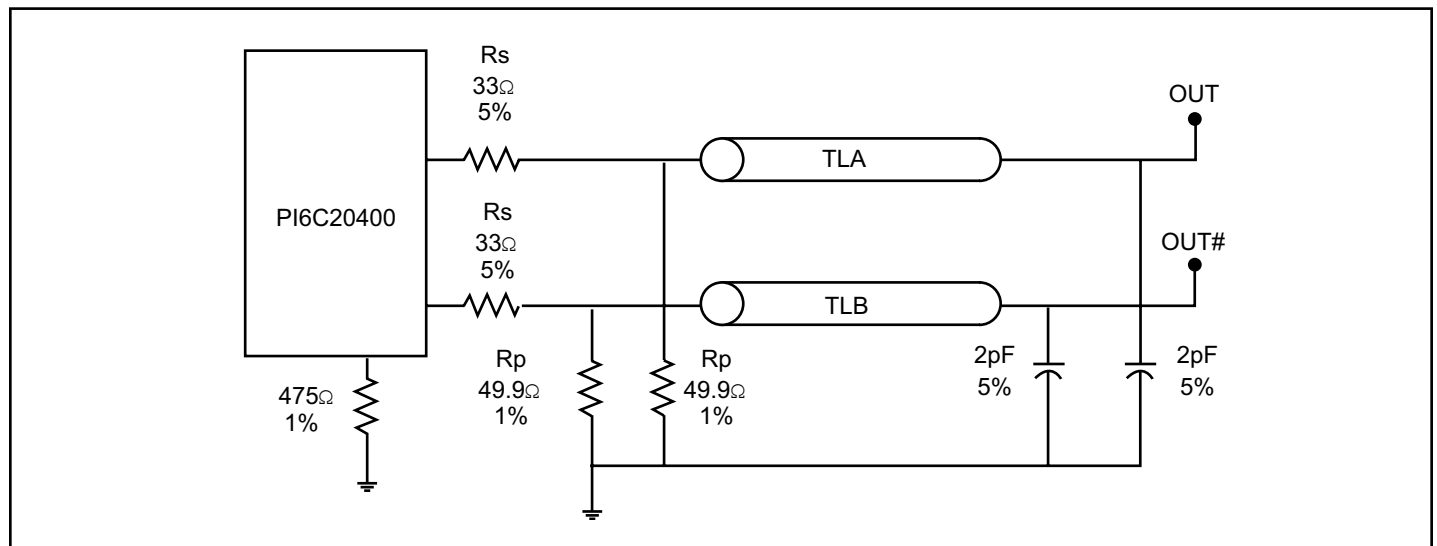 Rs
33Ω
5%
OUT
TLA
PI6C20400
Rs
33Ω
5%
OUT#
TLB
Rp
49.9Ω
1%
Rp
49.9Ω
1%
2pF
5%
2pF
5%
475Ω
1%